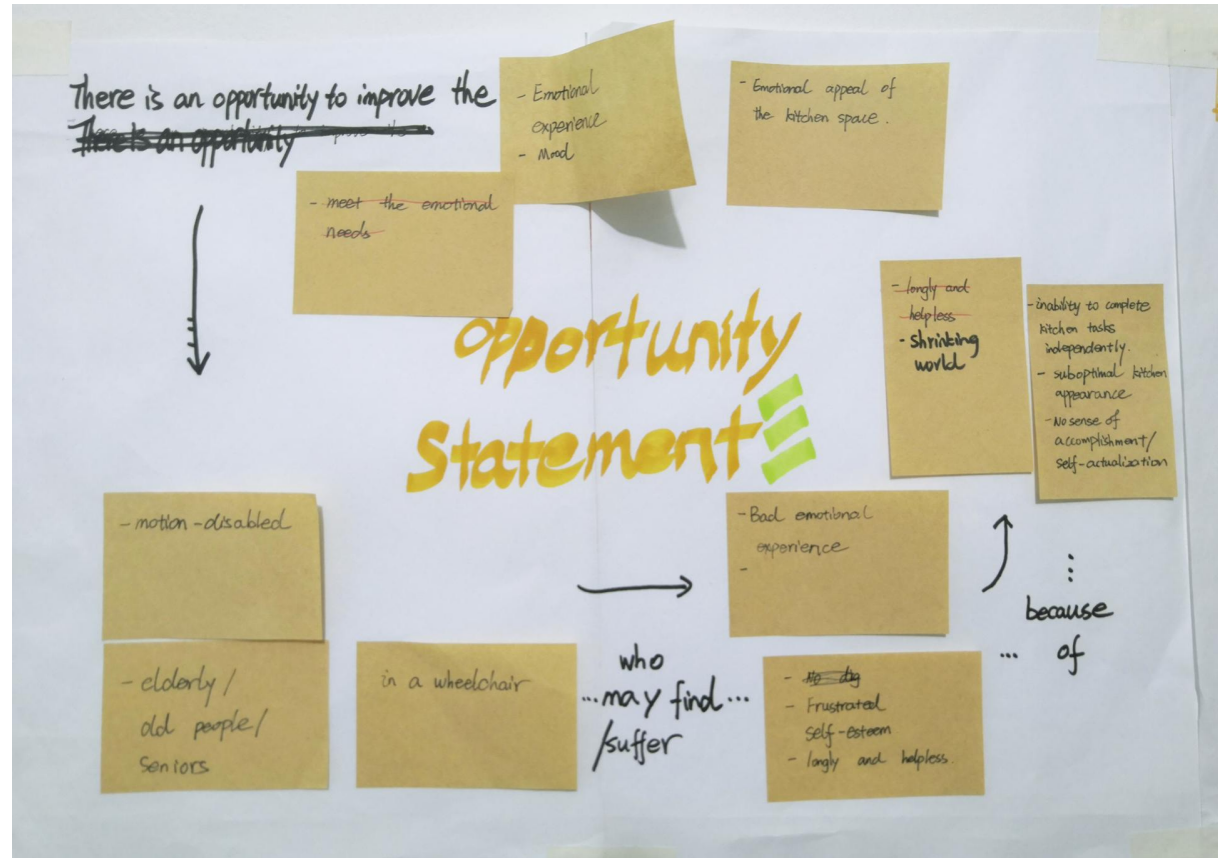 There is an opportunity to improve the
There is an opportunity
- Emotional
experience
- Mood
- Emotional appeal of
the kitchen space.
- meet the emotional
needs
opportunity
Statement
- longly and
helpless
- shrinking
world
- inability to complete
kitchen tasks
independently.
- suboptimal kitchen
appearance
- No sense of
accomplishment/
self-actualization
- motion-disabled
- elderly/
old people/
seniors
in a wheelchair
who
...may find...
/suffer
- Bad emotional
experience
-
- Frustrated
self-esteem
- longly and helpless.
...
because
... of